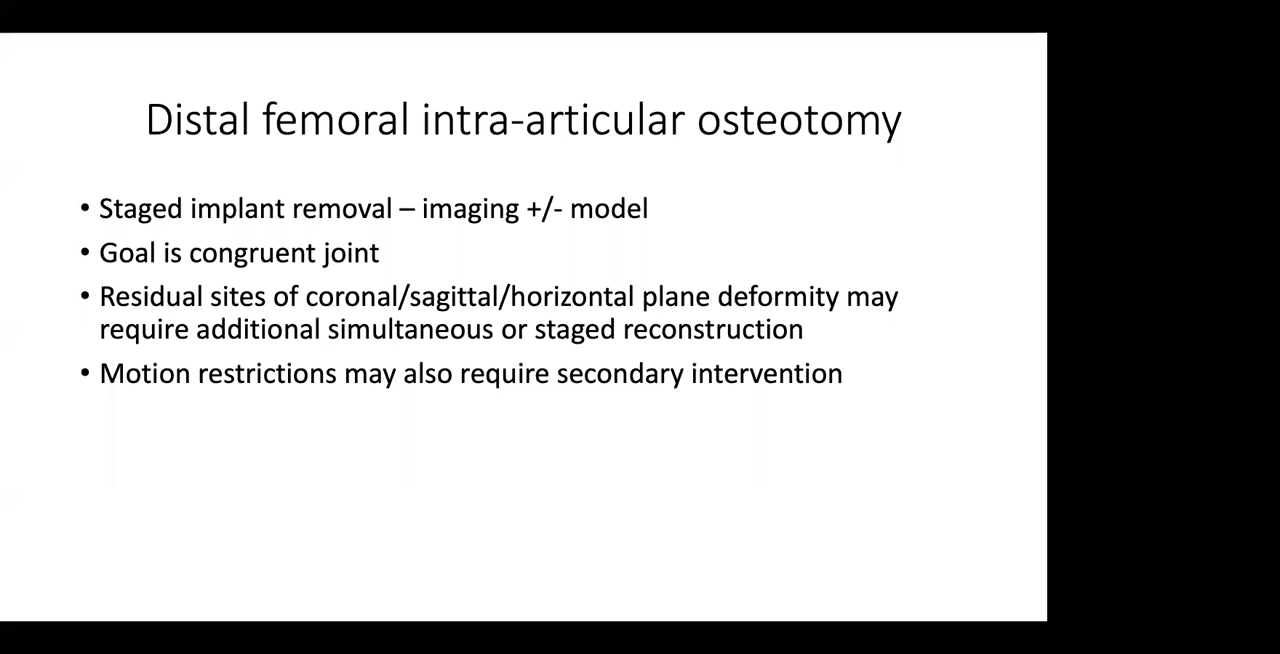 Distal femoral intra-articular osteotomy
• Staged implant removal – imaging +/- model
• Goal is congruent joint
• Residual sites of coronal/sagittal/horizontal plane deformity may
require additional simultaneous or staged reconstruction
• Motion restrictions may also require secondary intervention